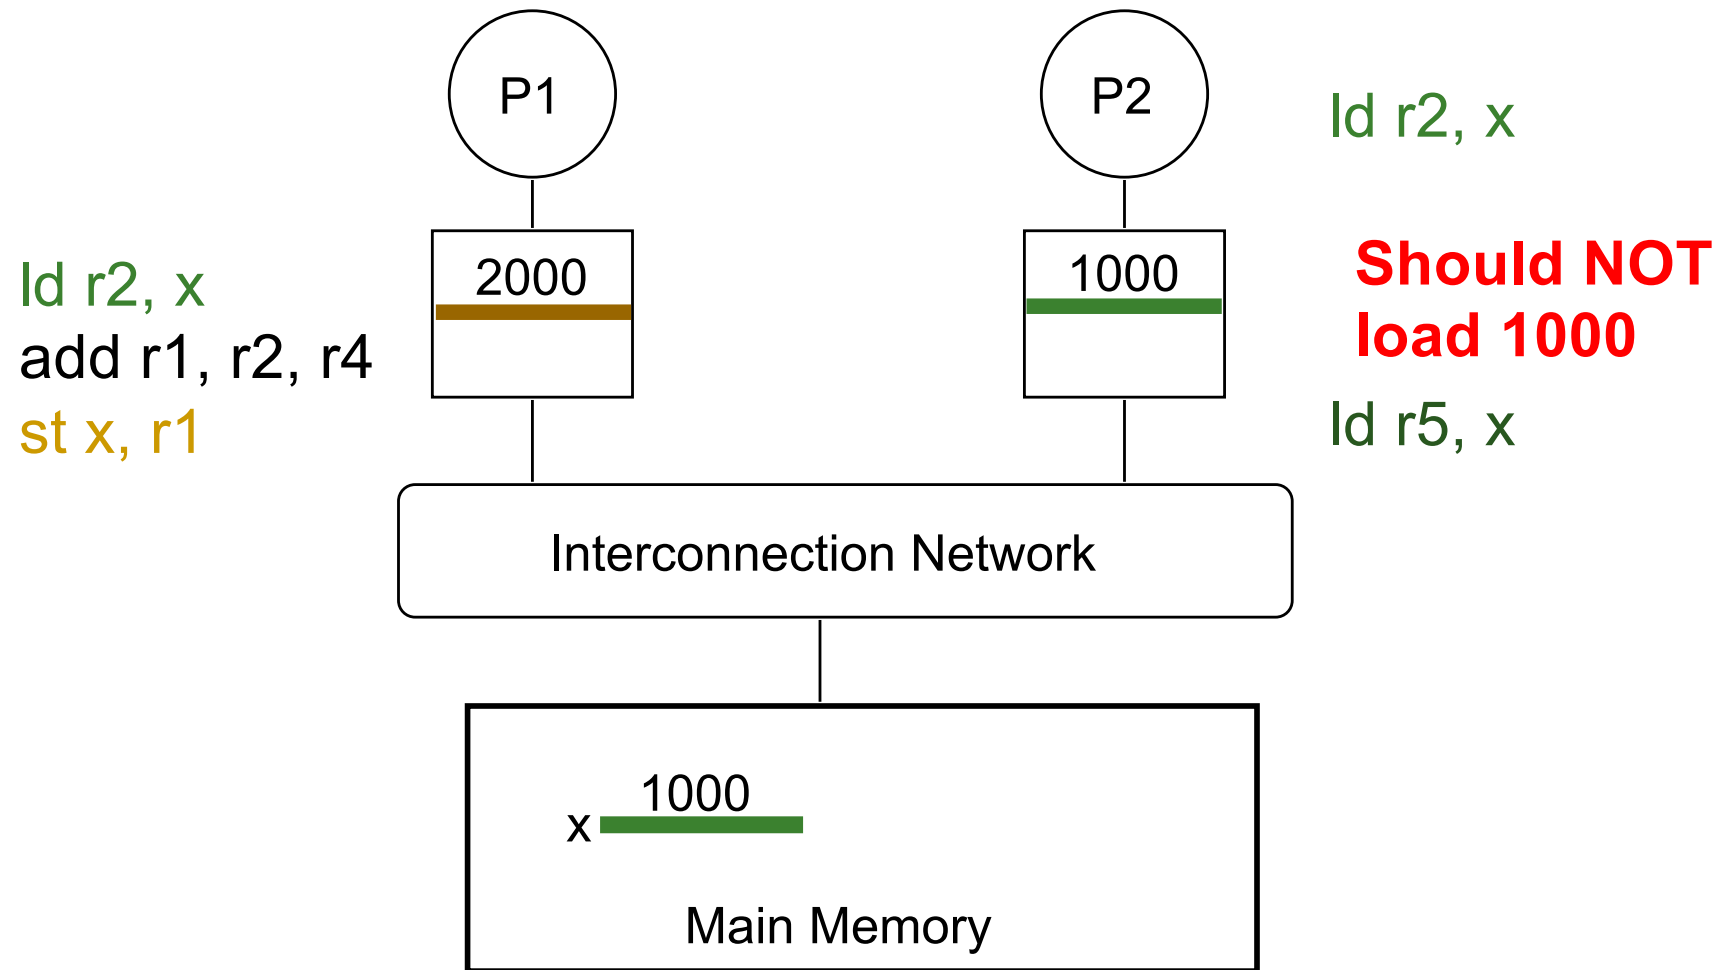 P1
P2
ld r2, x
2000
1000
Should NOT
load 1000
ld r2, x
add r1, r2, r4
st x, r1
ld r5, x
Interconnection Network
1000
x
Main Memory